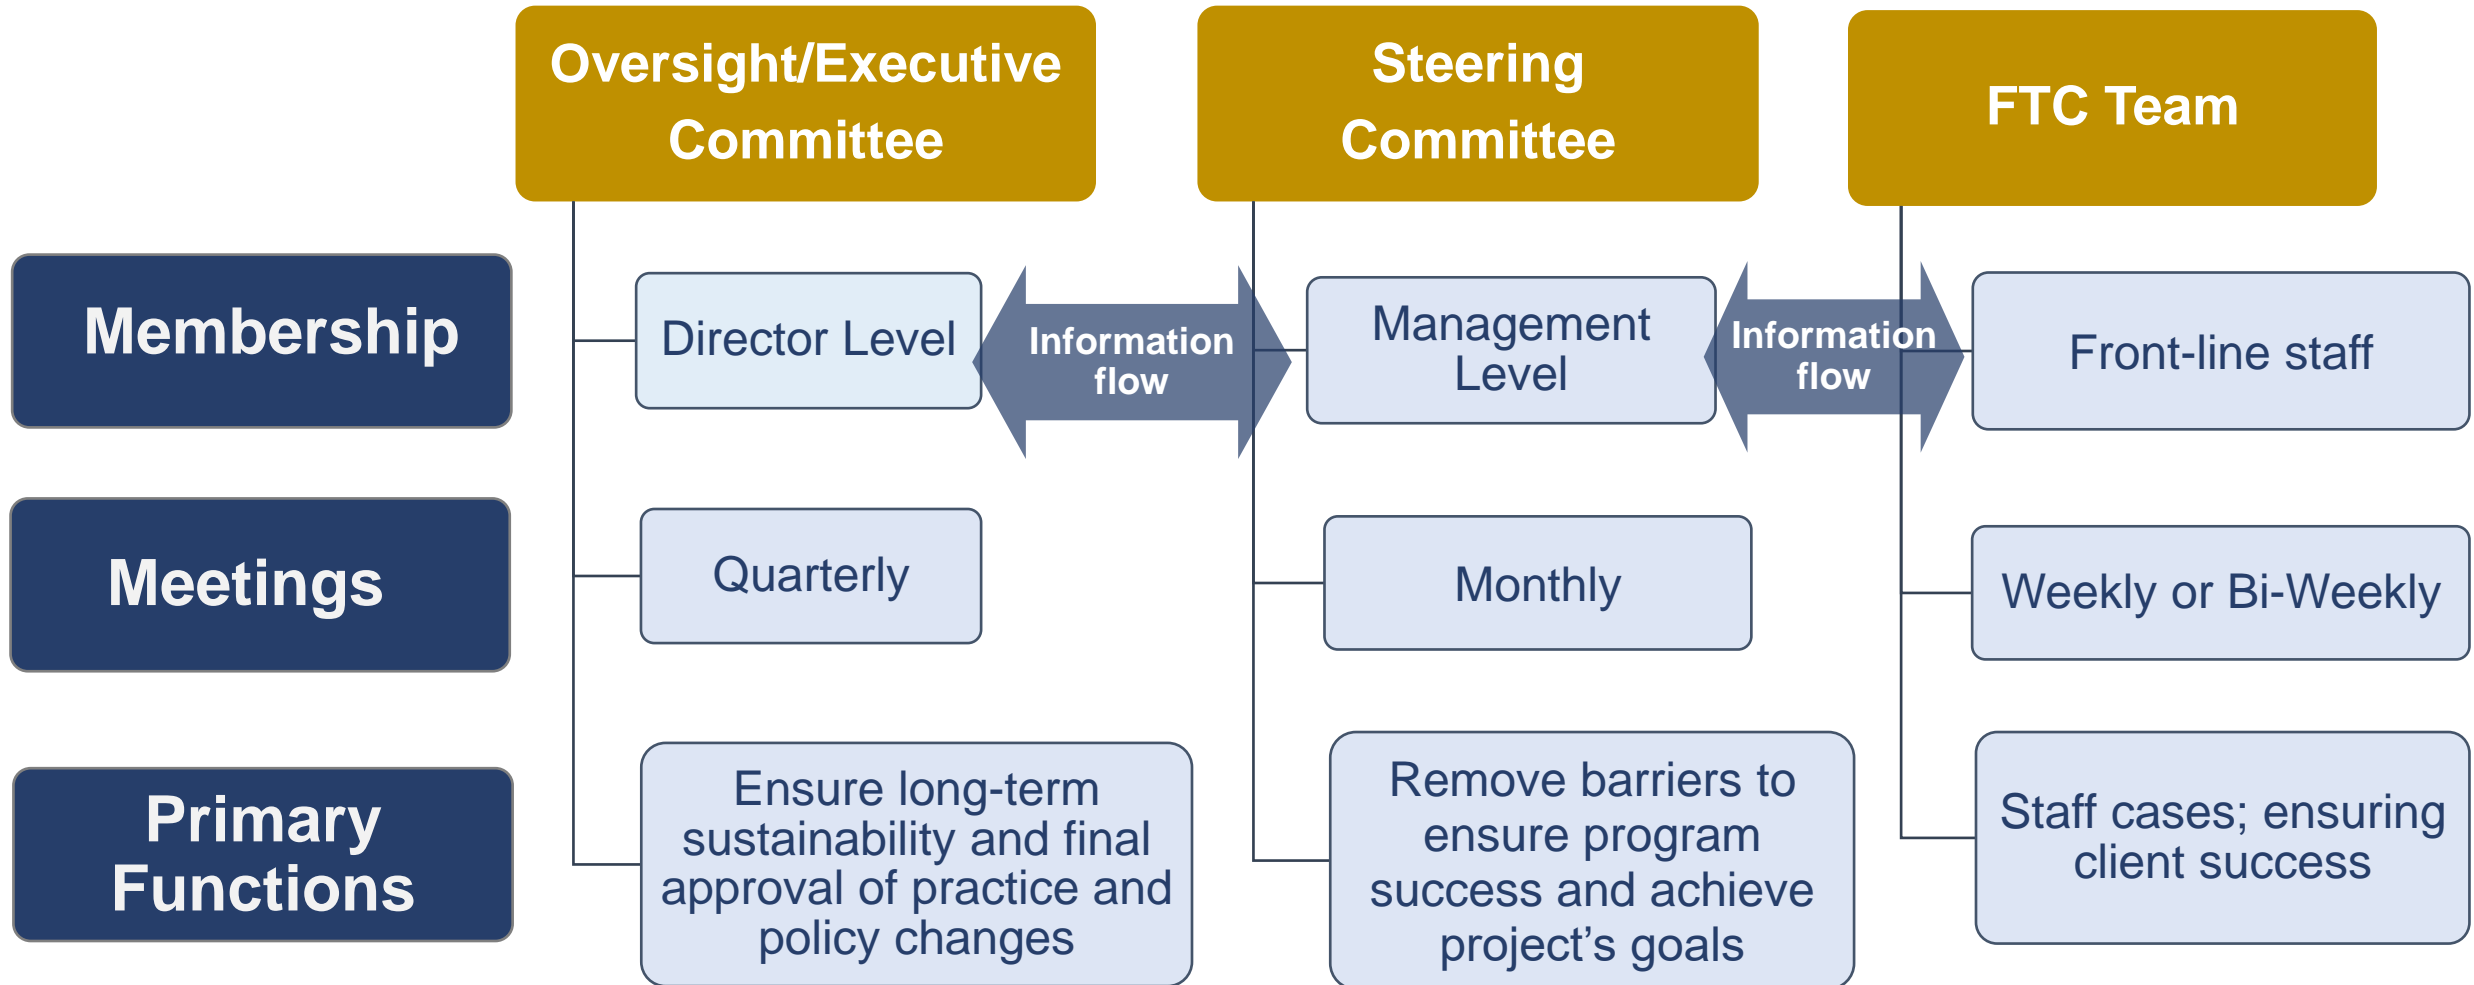 Oversight/Executive
Committee
Steering
Committee
FTC Team
Membership
Director Level
Information
flow
Management
Level
Information
flow
Front-line staff
Meetings
Quarterly
Monthly
Weekly or Bi-Weekly
Primary
Functions
Ensure long-term
sustainability and final
approval of practice and
policy changes
Remove barriers to
ensure program
success and achieve
project’s goals
Staff cases; ensuring
client success